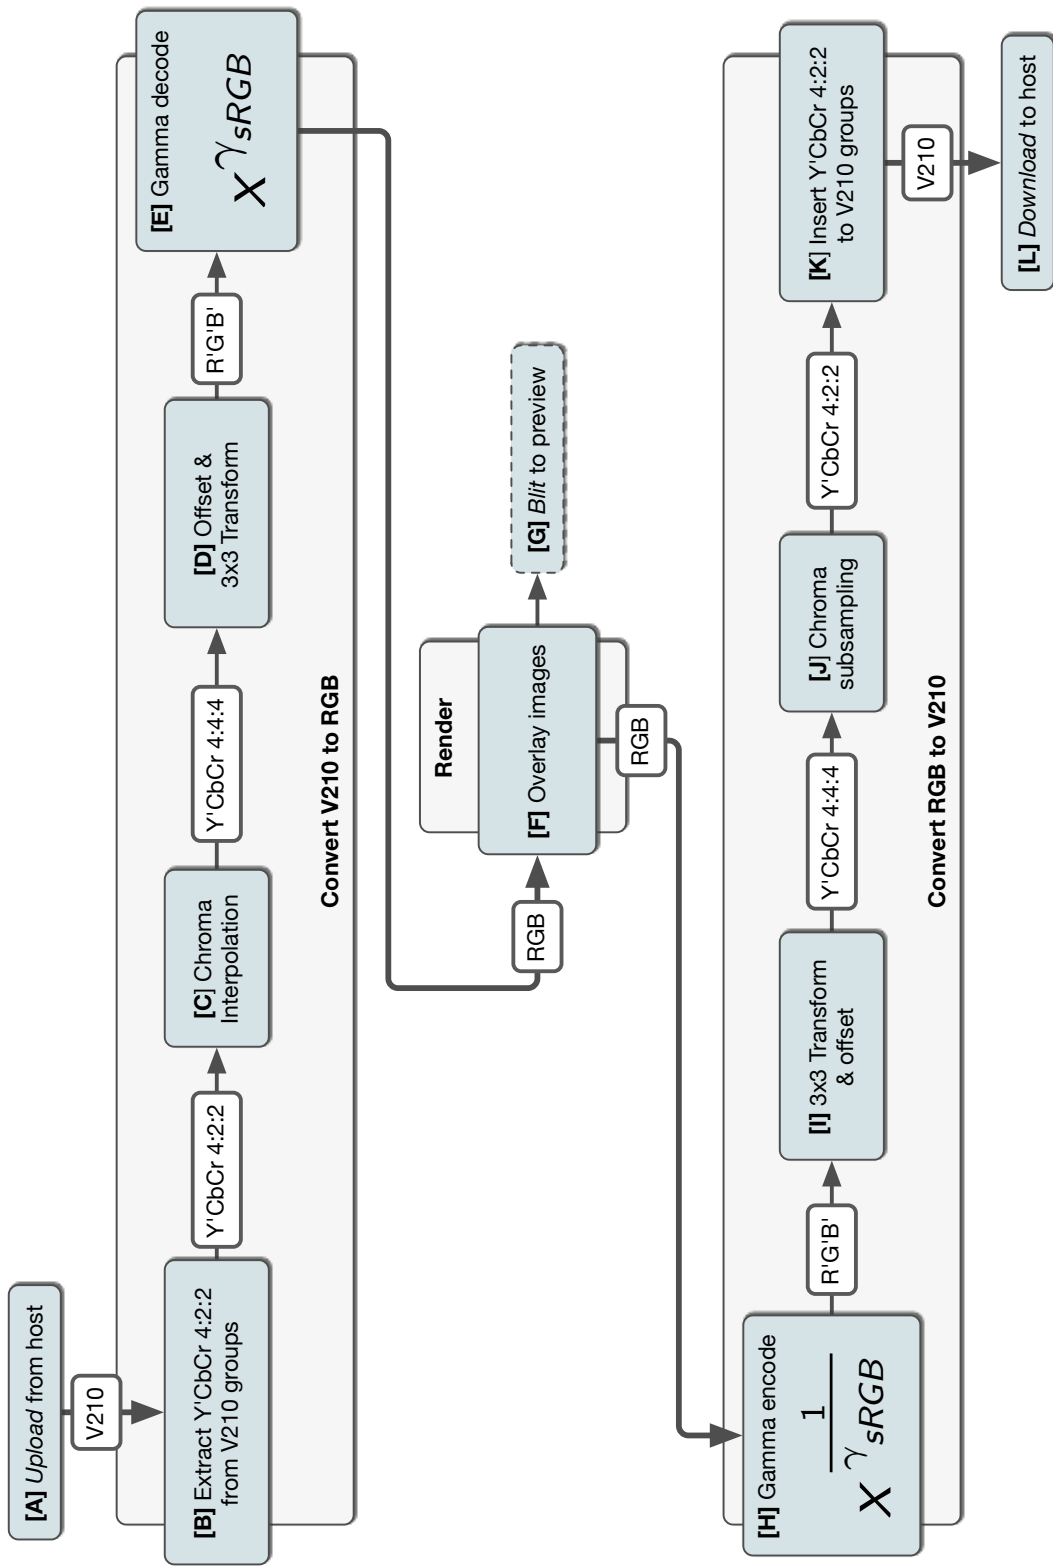 [A] Upload from host
V210
[B] Extract Y'CbCr 4:2:2
from V210 groups
Y'CbCr 4:2:2
[C] Chroma
Interpolation
Y'CbCr 4:4:4
[D] Offset &
3x3 Transform
R'G'B'
[E] Gamma decode
X γ sRGB
Convert V210 to RGB
RGB
Render
[F] Overlay images
[G] Blit to preview
RGB
[H] Gamma encode
X 1 / γ sRGB
R'G'B'
[I] 3x3 Transform
& offset
Y'CbCr 4:4:4
[J] Chroma
subsampling
Y'CbCr 4:2:2
[K] Insert Y'CbCr 4:2:2
to V210 groups
Convert RGB to V210
V210
[L] Download to host